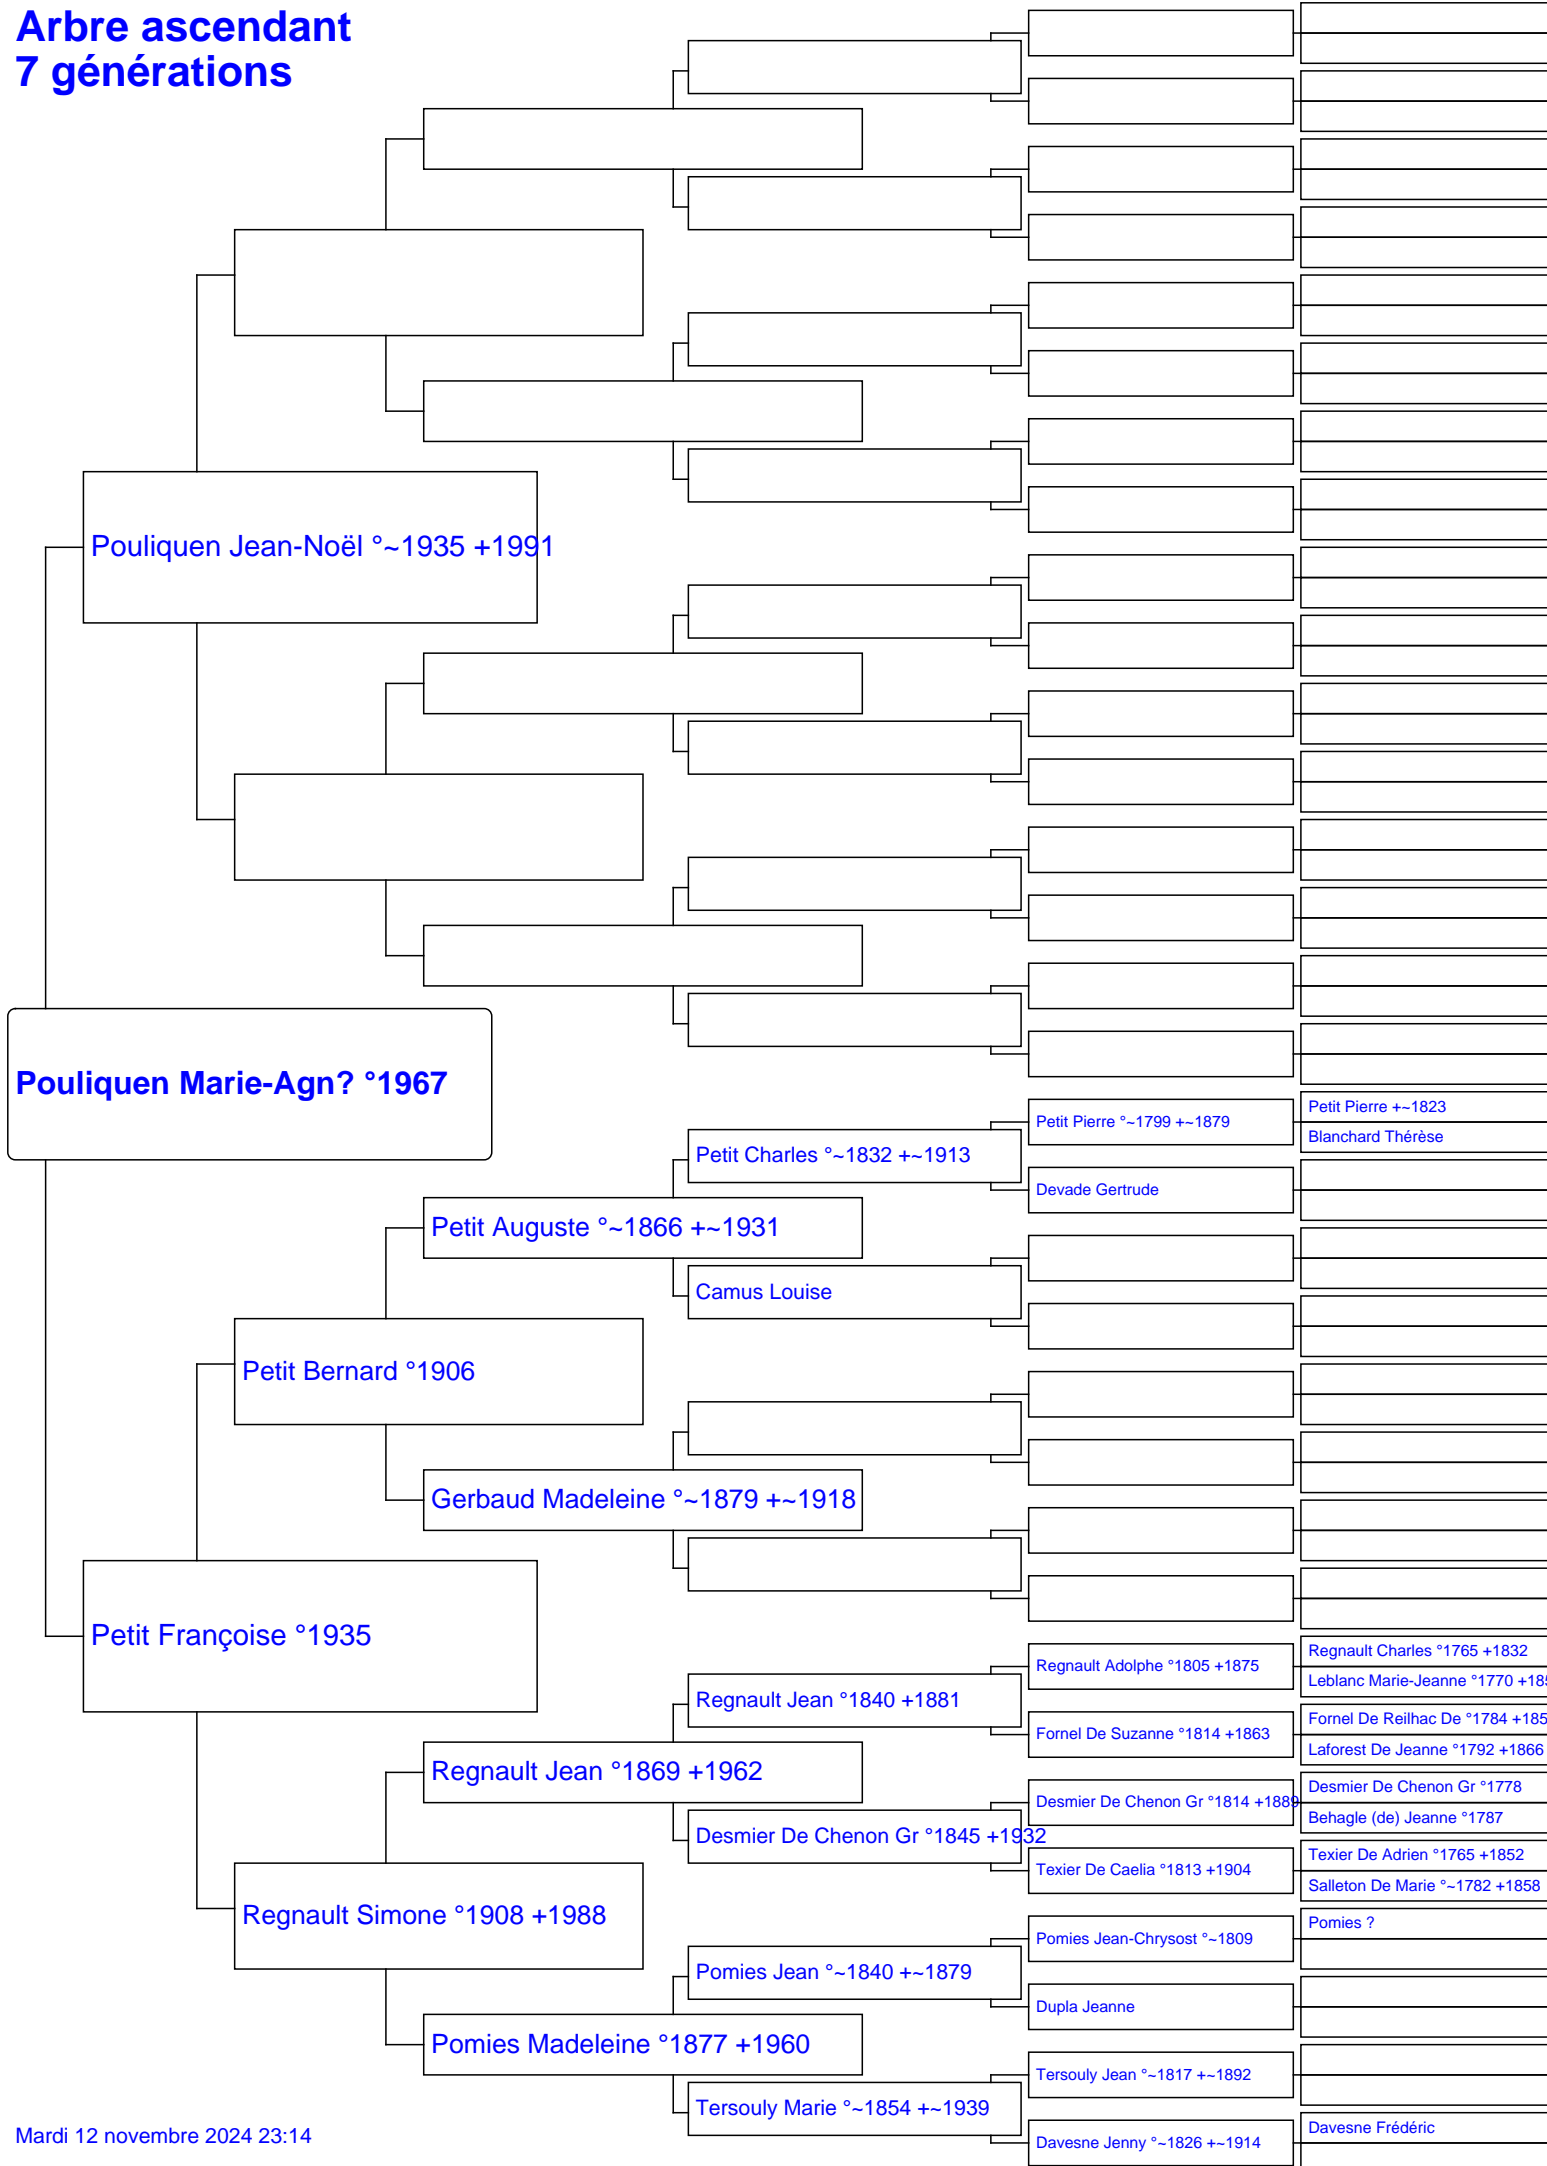 Arbre ascendant
7 générations
Pouliquen Jean-Noël °~1935 +1991
Pouliquen Marie-Agn? °1967
Petit Pierre °~1799 +~1879
Petit Pierre +~1823
Blanchard Thérèse
Petit Charles °~1832 +~1913
Devade Gertrude
Petit Auguste °~1866 +~1931
Camus Louise
Petit Bernard °1906
Gerbaud Madeleine °~1879 +~1918
Petit Françoise °1935
Regnault Adolphe °1805 +1875
Regnault Charles °1765 +1832
Leblanc Marie-Jeanne °1770 +185
Regnault Jean °1840 +1881
Fornel De Suzanne °1814 +1863
Fornel De Reilhac De °1784 +185
Laforest De Jeanne °1792 +1866
Regnault Jean °1869 +1962
Desmier De Chenon Gr °1814 +1889
Desmier De Chenon Gr °1778
Behagle (de) Jeanne °1787
Desmier De Chenon Gr °1845 +1932
Texier De Caelia °1813 +1904
Texier De Adrien °1765 +1852
Salleton De Marie °~1782 +1858
Regnault Simone °1908 +1988
Pomies Jean-Chrysost °~1809
Pomies ?
Pomies Jean °~1840 +~1879
Dupla Jeanne
Pomies Madeleine °1877 +1960
Tersouly Jean °~1817 +~1892
Tersouly Marie °~1854 +~1939
Davesne Jenny °~1826 +~1914
Davesne Frédéric
Mardi 12 novembre 2024 23:14